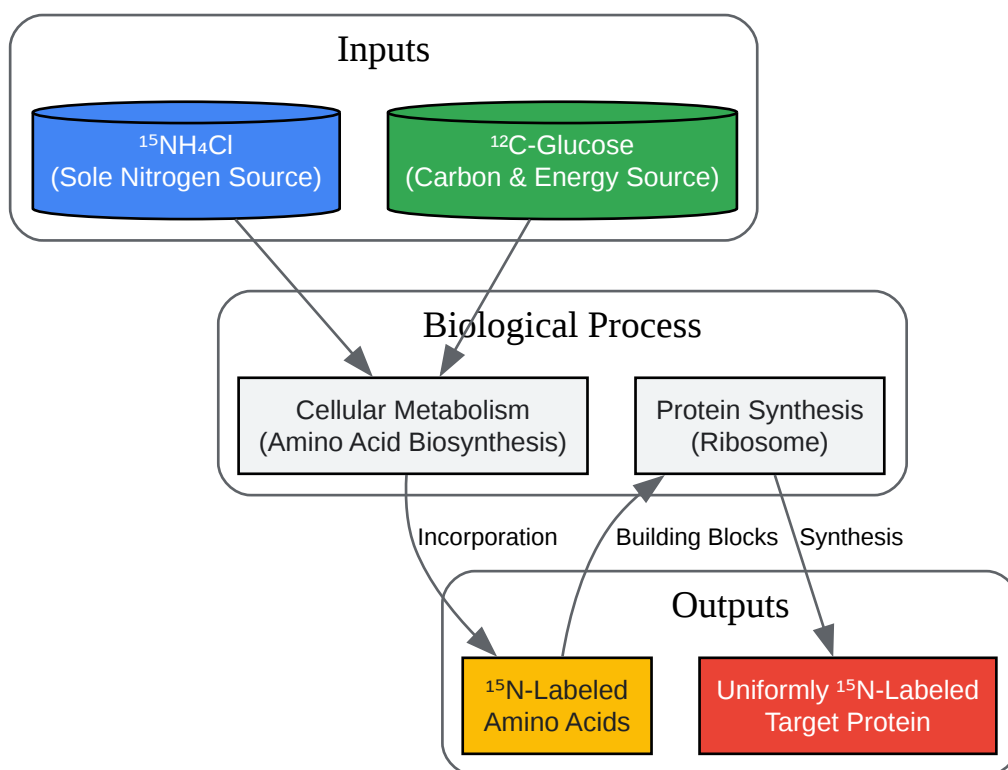 Inputs
¹⁵NH₄Cl
(Sole Nitrogen Source)
¹²C-Glucose
(Carbon & Energy Source)
Biological Process
Cellular Metabolism
(Amino Acid Biosynthesis)
Protein Synthesis
(Ribosome)
Incorporation
Building Blocks
Synthesis
Outputs
¹⁵N-Labeled
Amino Acids
Uniformly ¹⁵N-Labeled
Target Protein